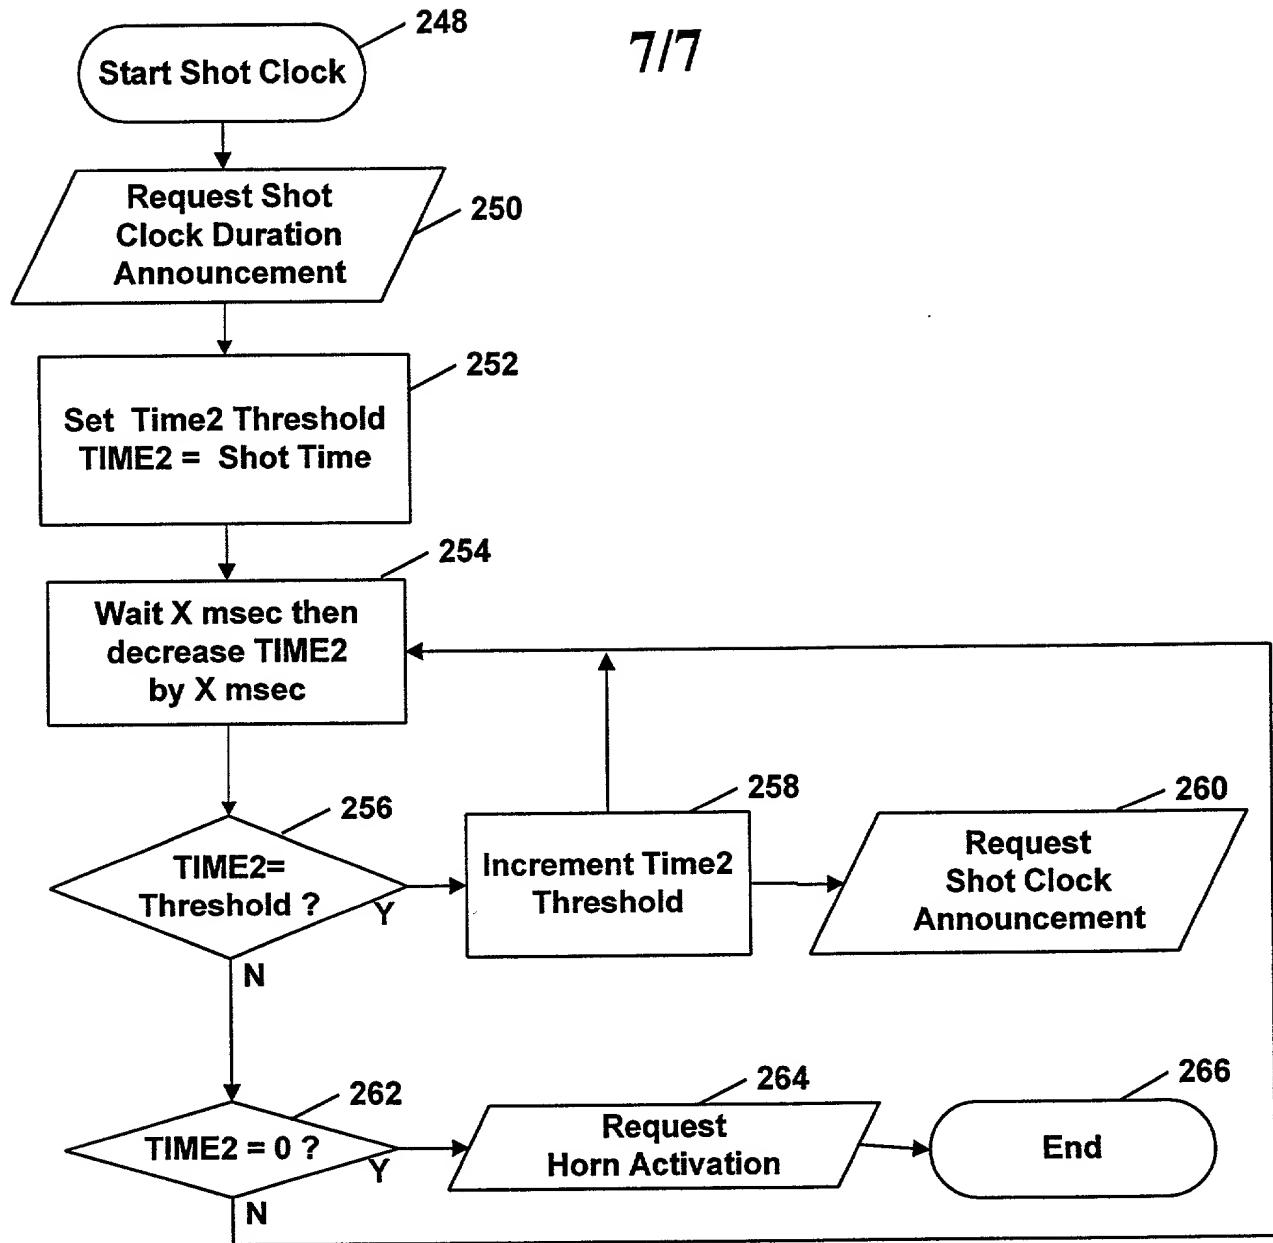 7/7
248
Start Shot Clock
Request Shot
Clock Duration
Announcement
250
252
Set Time2 Threshold
TIME2 = Shot Time
254
Wait X msec then
decrease TIME2
by X msec
256
TIME2=
Threshold ?
Y
N
258
Increment Time2
Threshold
260
Request
Shot Clock
Announcement
262
TIME2 = 0 ?
Y
N
264
Request
Horn Activation
266
End